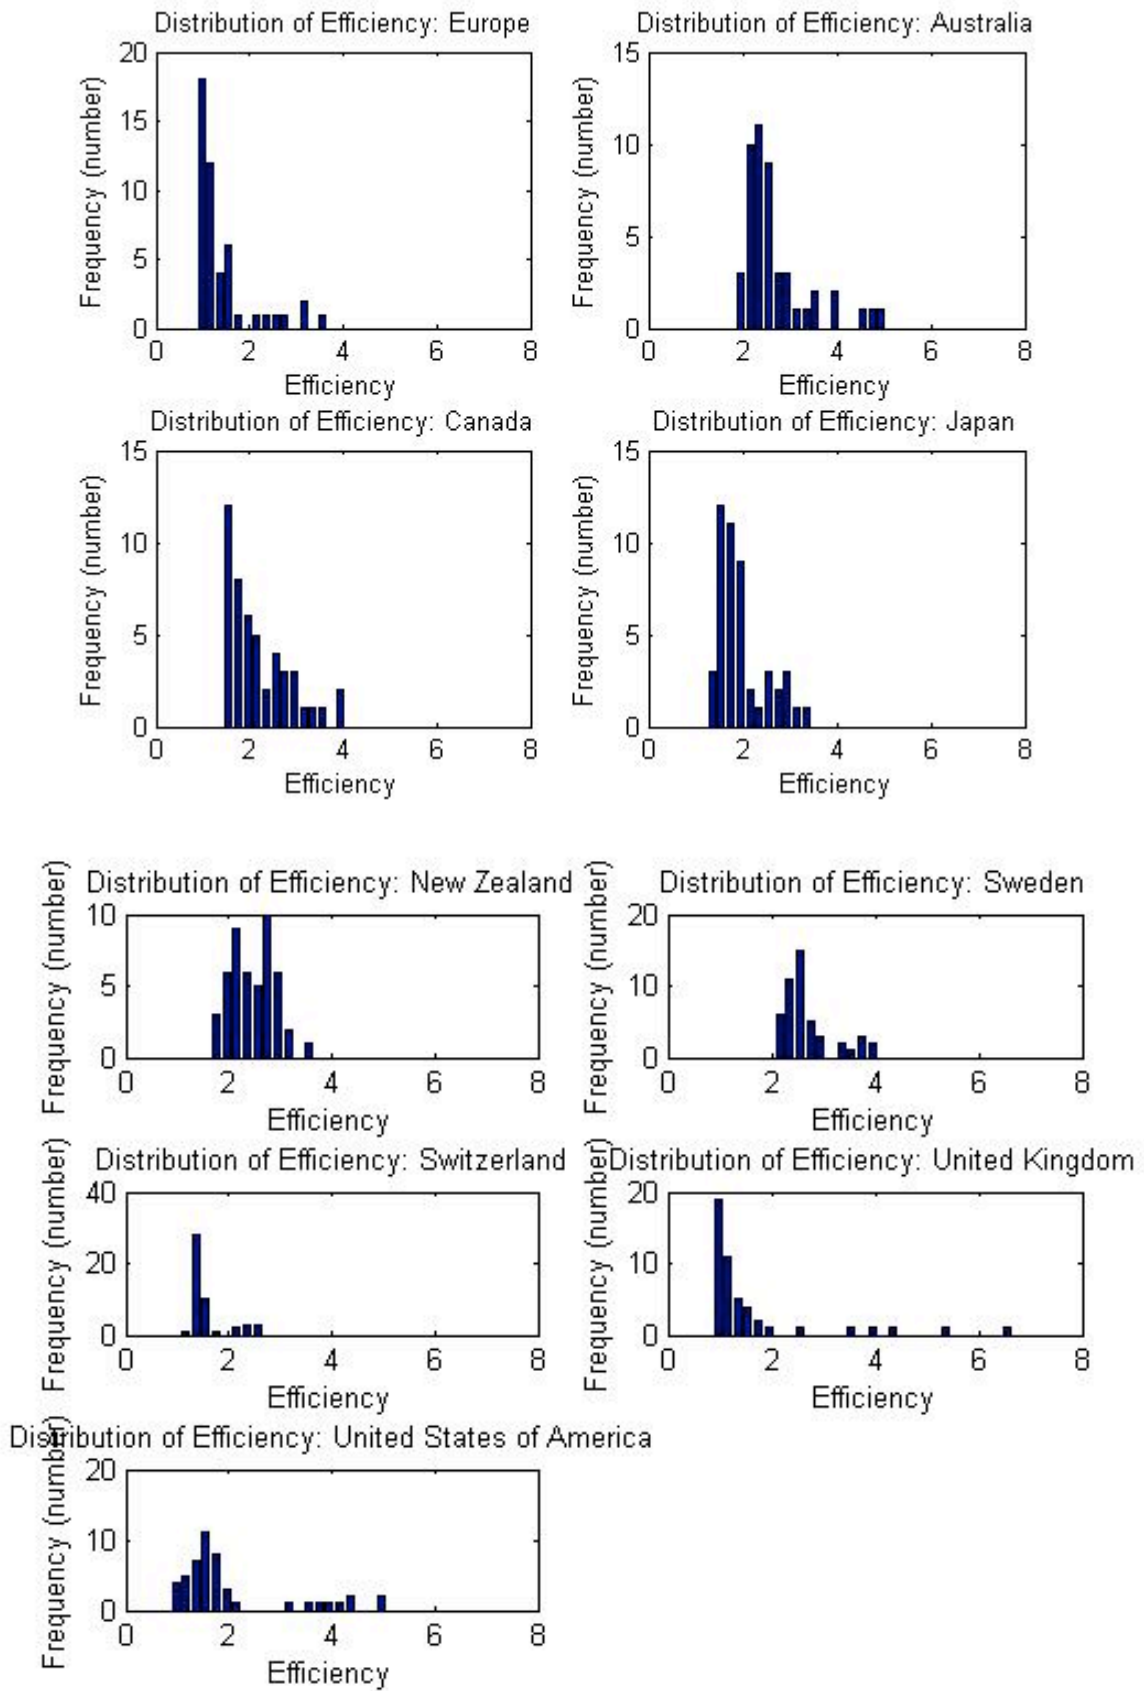 Distribution of Efficiency: Europe
Frequency (number)
20
15
10
5
0
0 2 4 6 8
Efficiency
Distribution of Efficiency: Australia
Frequency (number)
15
10
5
0
0 2 4 6 8
Efficiency
Distribution of Efficiency: Canada
Frequency (number)
15
10
5
0
0 2 4 6 8
Efficiency
Distribution of Efficiency: Japan
Frequency (number)
15
10
5
0
0 2 4 6 8
Efficiency
Distribution of Efficiency: New Zealand
Frequency (number)
10
5
0
0 2 4 6 8
Efficiency
Distribution of Efficiency: Sweden
Frequency (number)
20
10
0
0 2 4 6 8
Efficiency
Distribution of Efficiency: Switzerland
Frequency (number)
40
20
0
0 2 4 6 8
Efficiency
Distribution of Efficiency: United Kingdom
Frequency (number)
20
10
0
0 2 4 6 8
Efficiency
Distribution of Efficiency: United States of America
Frequency (number)
20
10
0
0 2 4 6 8
Efficiency